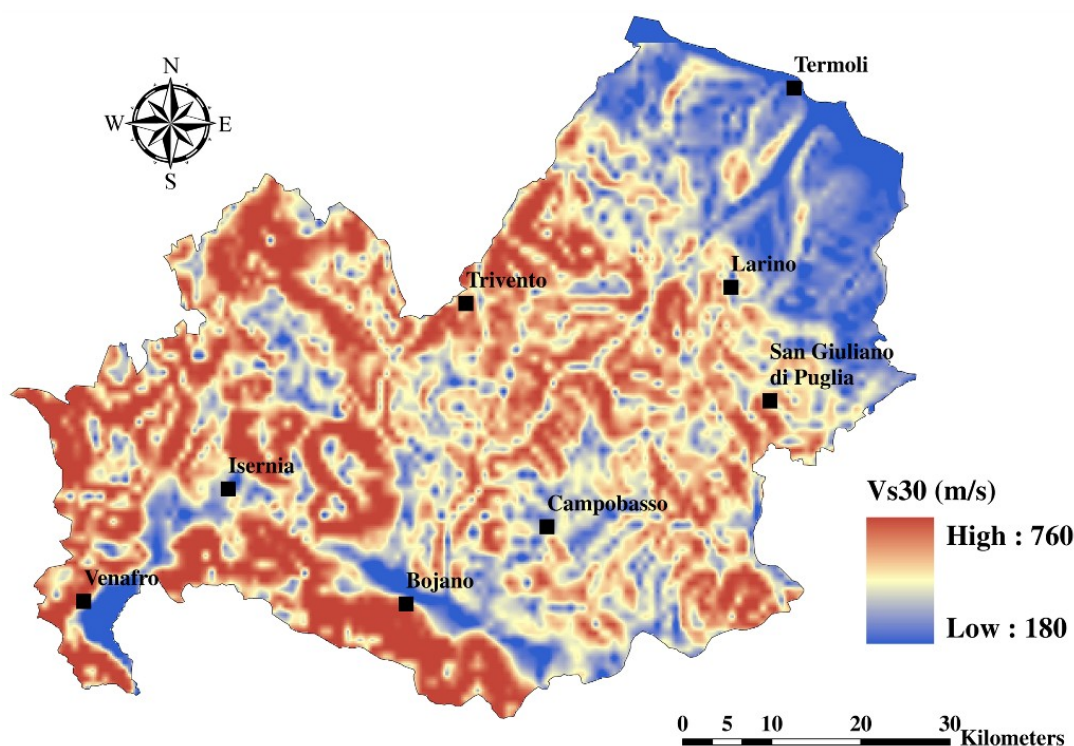 N
W E
S
Termoli
Larino
Trivento
San Giuliano
di Puglia
Isernia
Campobasso
Venafro
Bojano
Vs30 (m/s)
High : 760
Low : 180
0 5 10 20 30
Kilometers